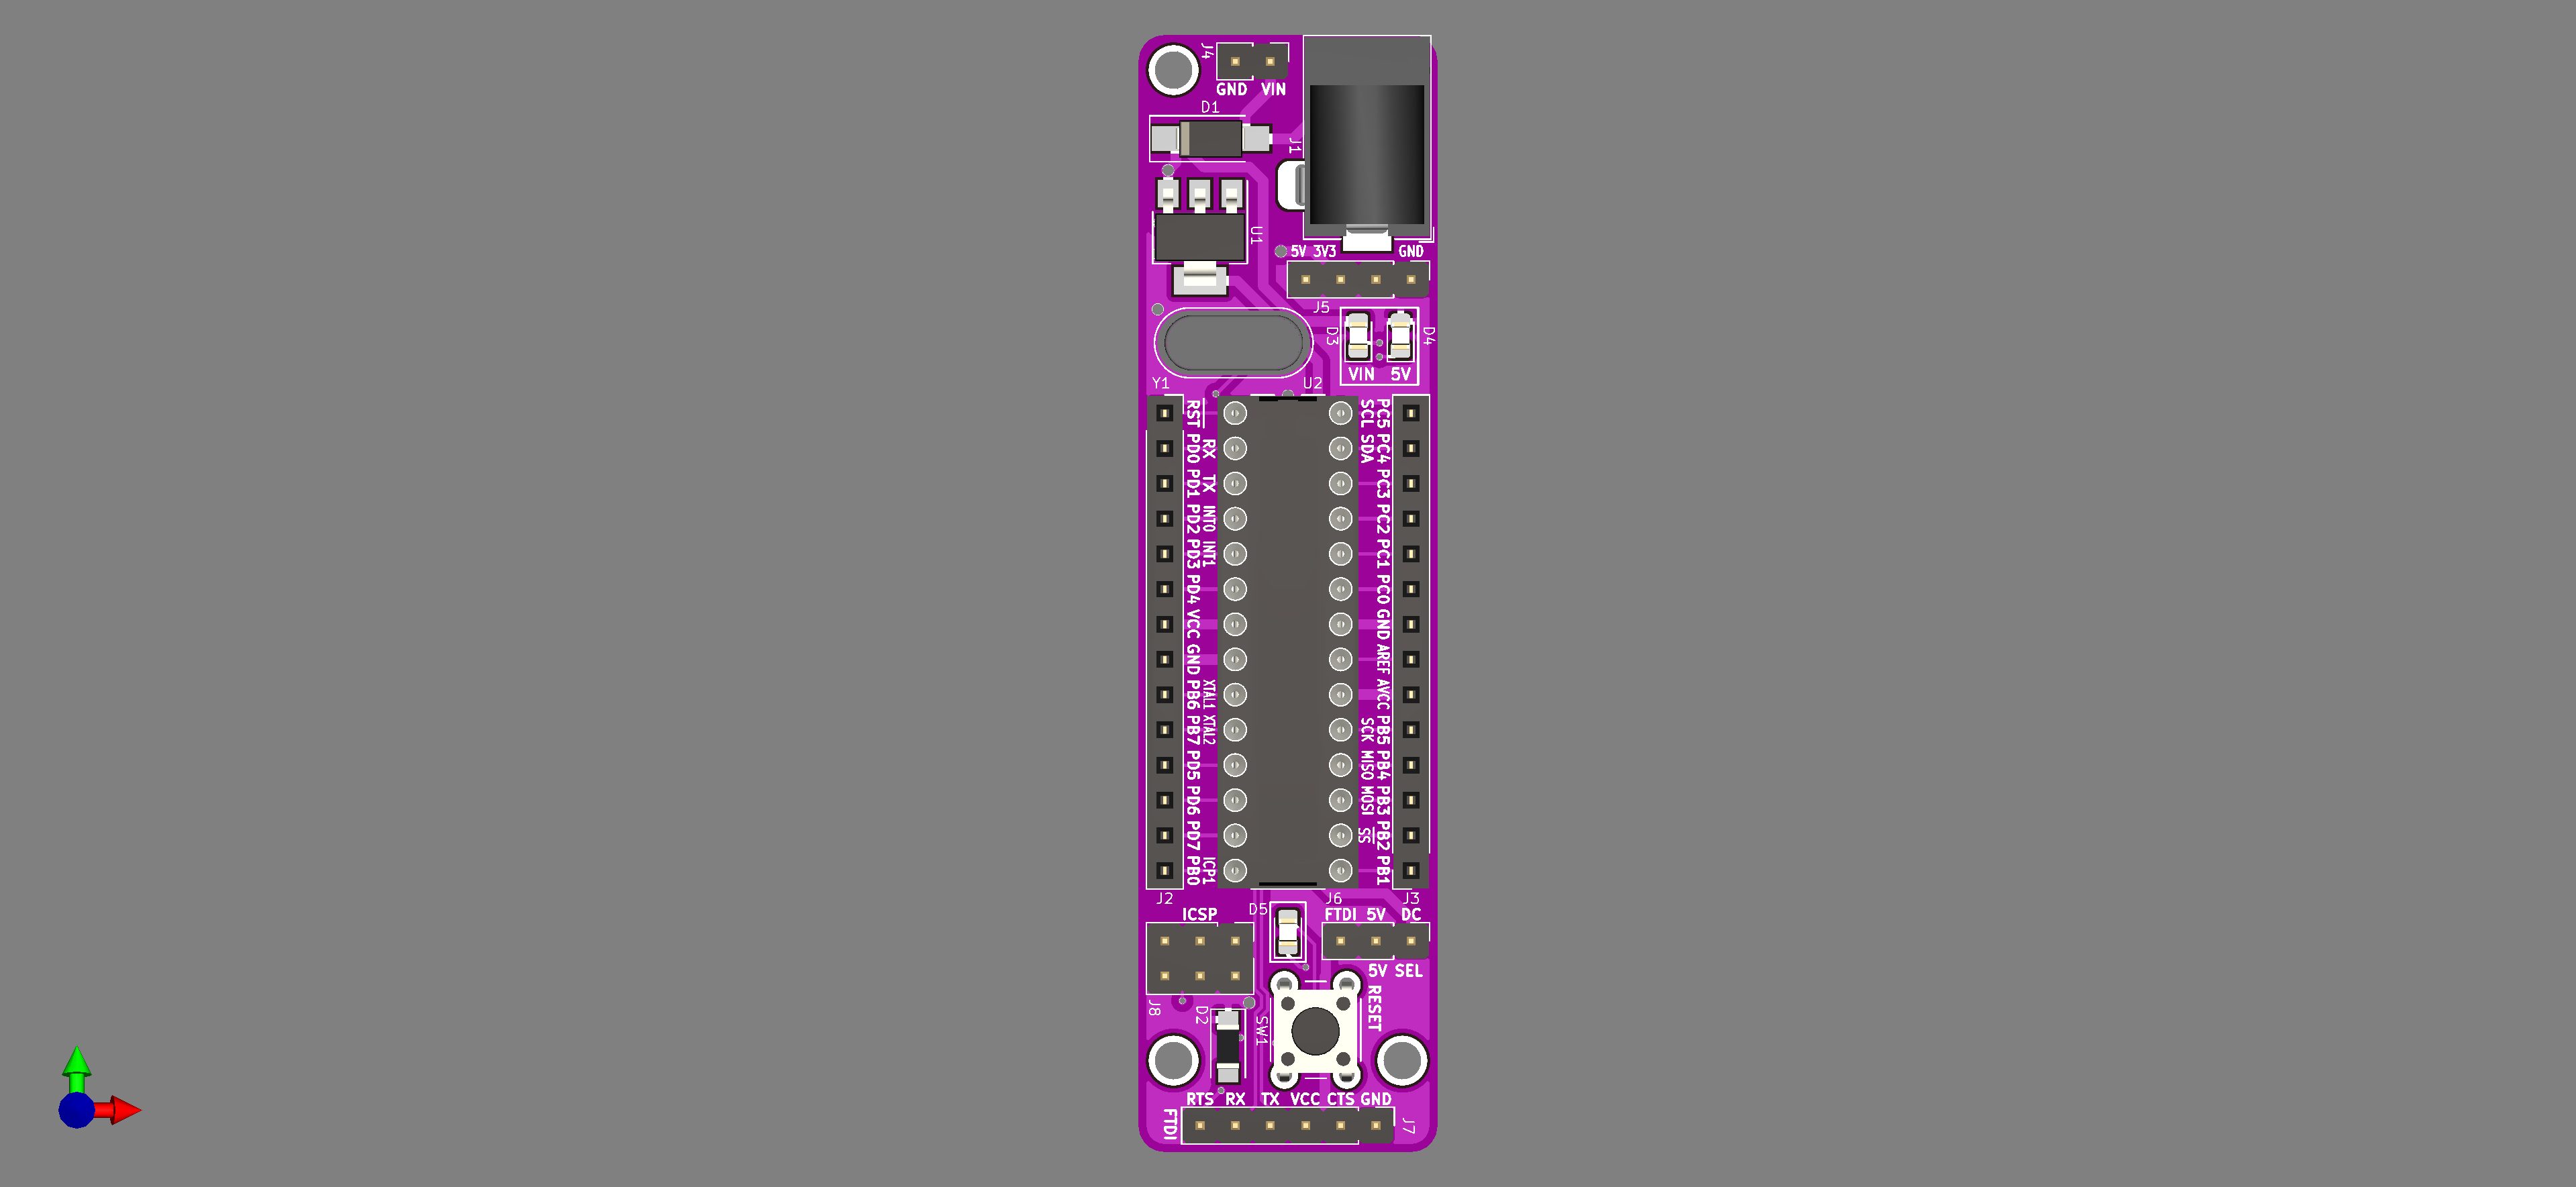 J4
GND VIN
D1
J1
U1
5V 3V3 GND
J5
D3 D4
VIN 5V
Y1 U2
RST SCL PC5
PD0 RX SDA PC4
PD1 TX PC3
PD2 INT0 PC2
PD3 INT1 PC1
PD4 PC0
VCC GND
GND AREF
PB6 XTAL1 AVCC
PB7 XTAL2 SCK PB5
PD5 MISO PB4
PD6 MOSI PB3
PD7 SS PB2
PB0 ICP1 PB1
J2 J6 J3
ICSP D5 FTDI 5V DC
5V SEL
J8 D2 SW1 RESET
RTS RX TX VCC CTS GND
FTDI J7